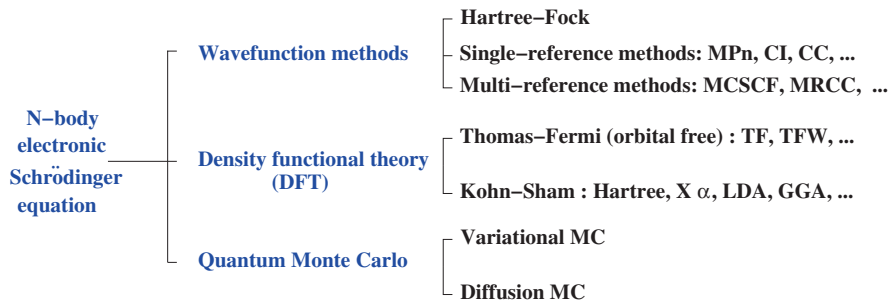 N−body
electronic
Schrödinger
equation
Wavefunction methods
Hartree−Fock
Single−reference methods: MPn, CI, CC, ...
Multi−reference methods: MCSCF, MRCC, ...
Density functional theory
(DFT)
Thomas−Fermi (orbital free) : TF, TFW, ...
Kohn−Sham : Hartree, X α, LDA, GGA, ...
Quantum Monte Carlo
Variational MC
Diffusion MC